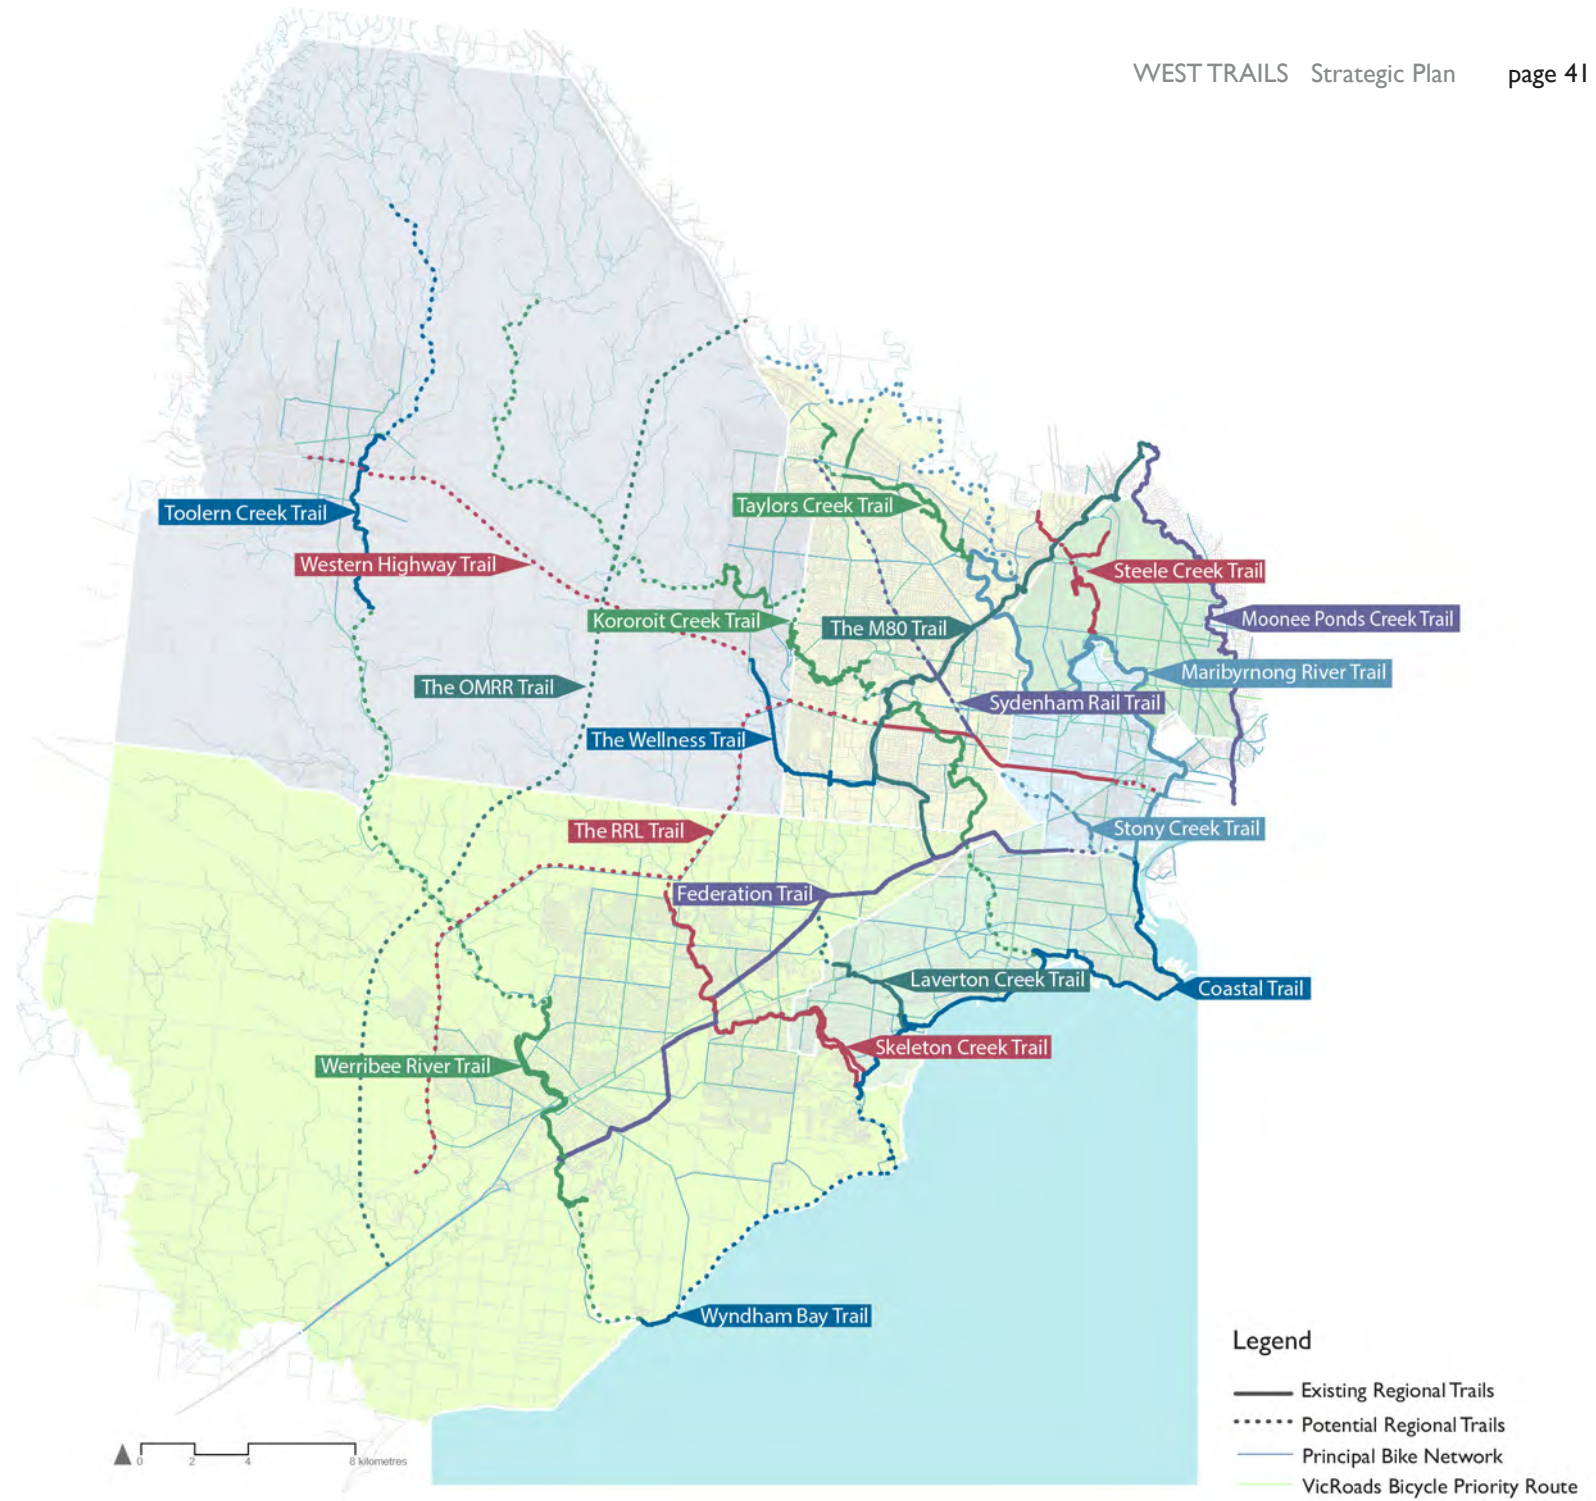 WEST TRAILS Strategic Plan page 41
Taylors Creek Trail
Toolern Creek Trail
Western Highway Trail
Steele Creek Trail
Kororoit Creek Trail
The M80 Trail
Moonee Ponds Creek Trail
Maribyrnong River Trail
The OMRR Trail
Sydenham Rail Trail
The Wellness Trail
The RRL Trail
Stony Creek Trail
Federation Trail
Laverton Creek Trail
Coastal Trail
Skeleton Creek Trail
Werribee River Trail
Wyndham Bay Trail
Legend
Existing Regional Trails
Potential Regional Trails
Principal Bike Network
VicRoads Bicycle Priority Route
0 2 4 8 kilometres